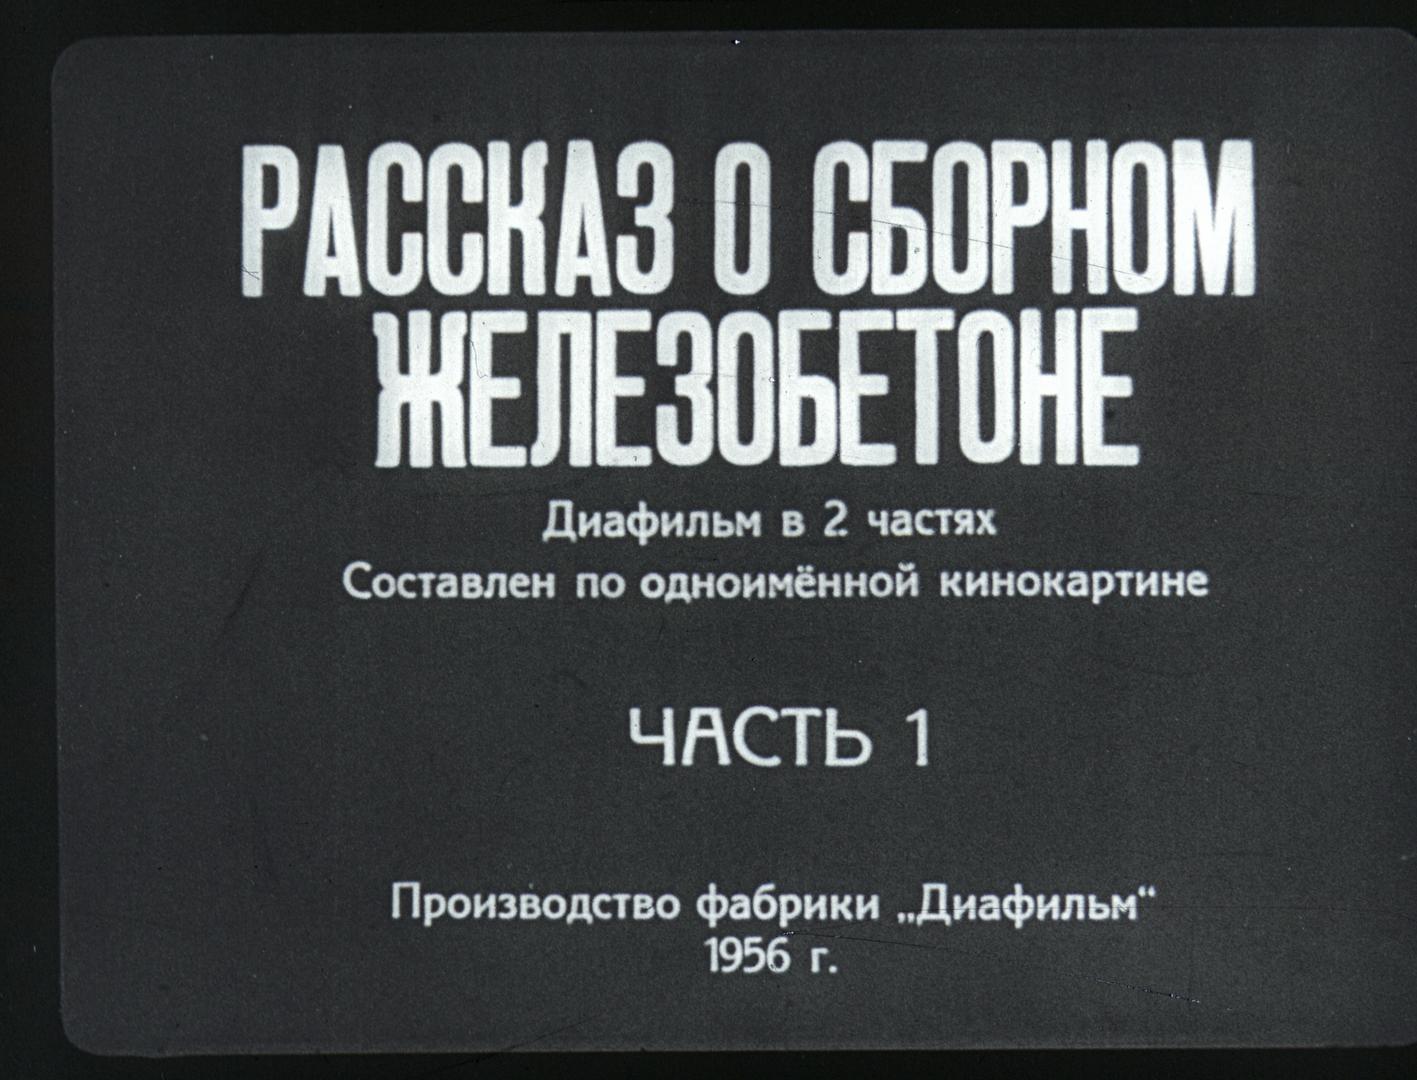 РАССКАЗ О СБОРНОМ
ЖЕЛЕЗОБЕТОНЕ
Диафильм в 2 частях
Составлен по одноимённой кинокартине
ЧАСТЬ 1
Производство фабрики „Диафильм“
1956 г.